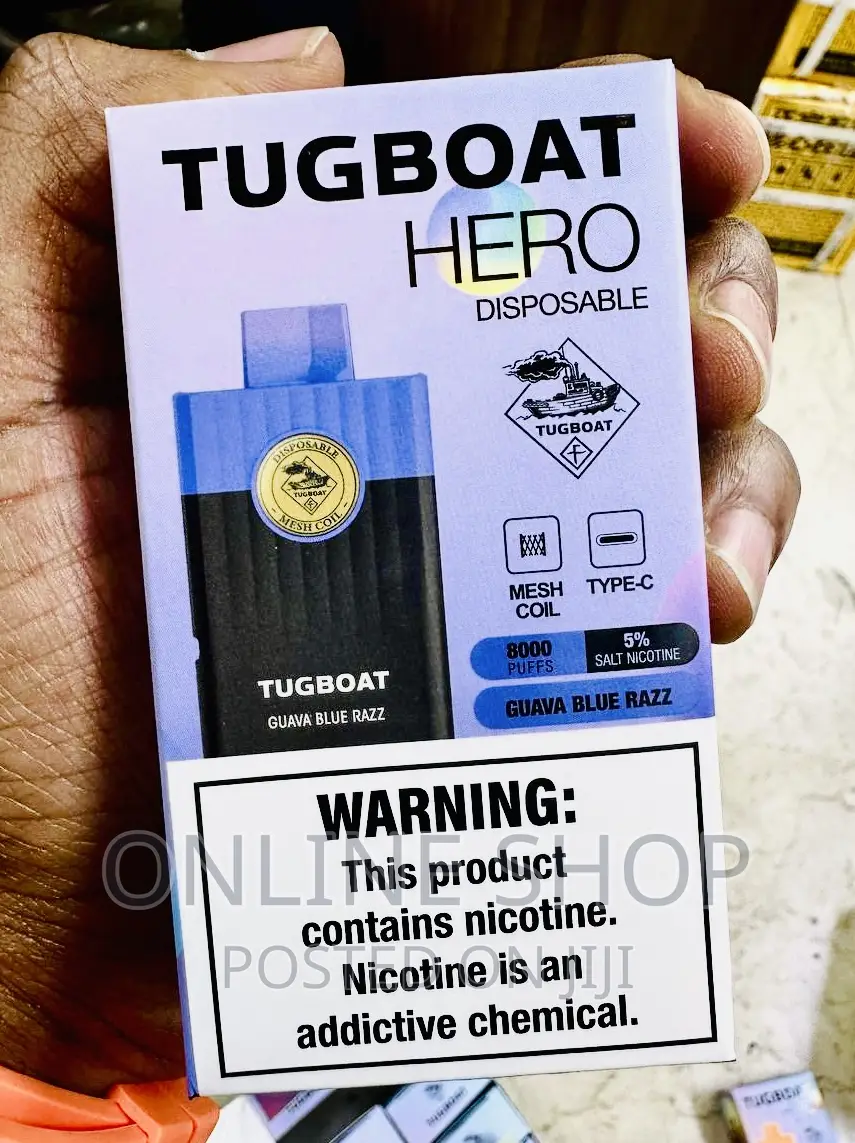 TUGBOAT
HERO
DISPOSABLE
TUGBOAT
DISPOSABLE
TUGBOAT
MESH COIL
MESH
COIL
TYPE-C
8000
PUFFS
5%
SALT NICOTINE
GUAVA BLUE RAZZ
TUGBOAT
GUAVA BLUE RAZZ
WARNING:
This product
contains nicotine.
Nicotine is an
addictive chemical.
ONLINE SHOP
POSTED ON JIJI
TUGBOAT